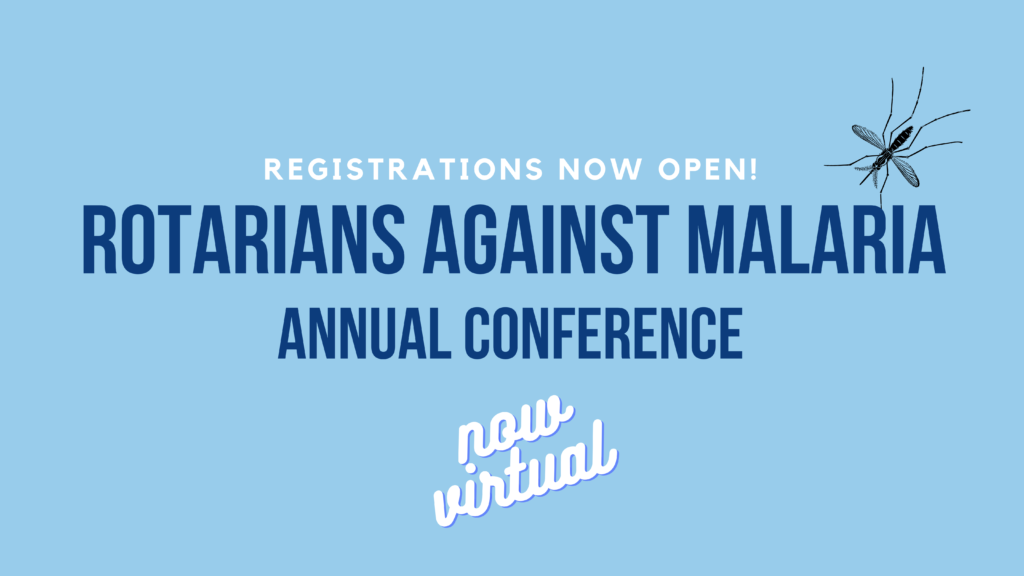 REGISTRATIONS NOW OPEN!
ROTARIANS AGAINST MALARIA
ANNUAL CONFERENCE
now
virtual